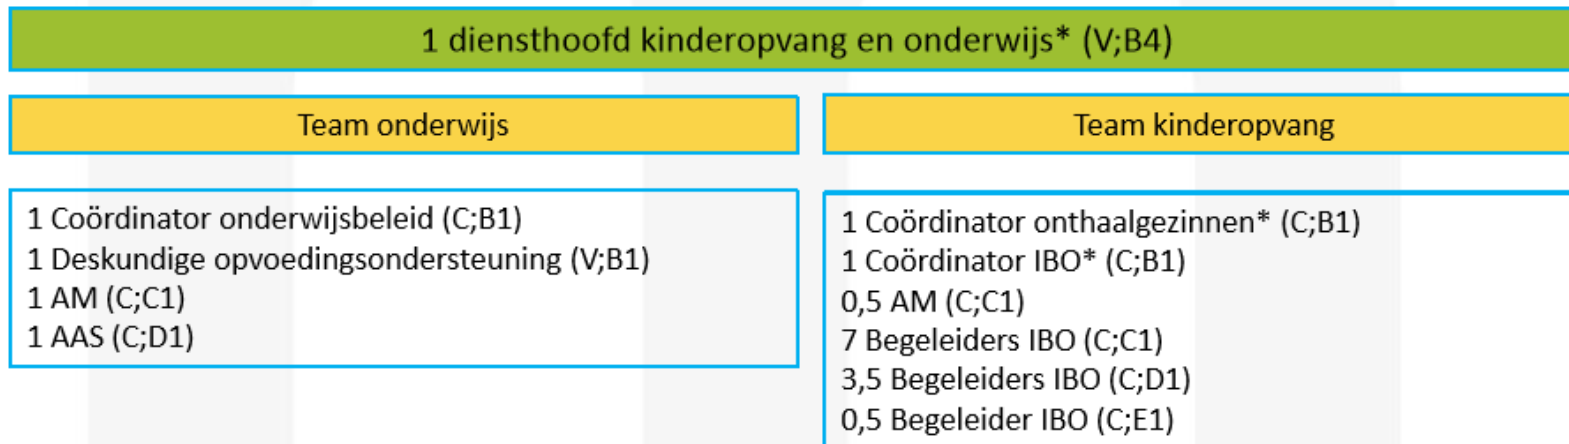 1 diensthoofd kinderopvang en onderwijs* (V;B4)
Team onderwijs
1 Coördinator onderwijsbeleid (C;B1)
1 Deskundige opvoedingsondersteuning (V;B1)
1 AM (C;C1)
1 AAS (C;D1)
Team kinderopvang
1 Coördinator onthaalgezinnen* (C;B1)
1 Coördinator IBO* (C;B1)
0,5 AM (C;C1)
7 Begeleiders IBO (C;C1)
3,5 Begeleiders IBO (C;D1)
0,5 Begeleider IBO (C;E1)